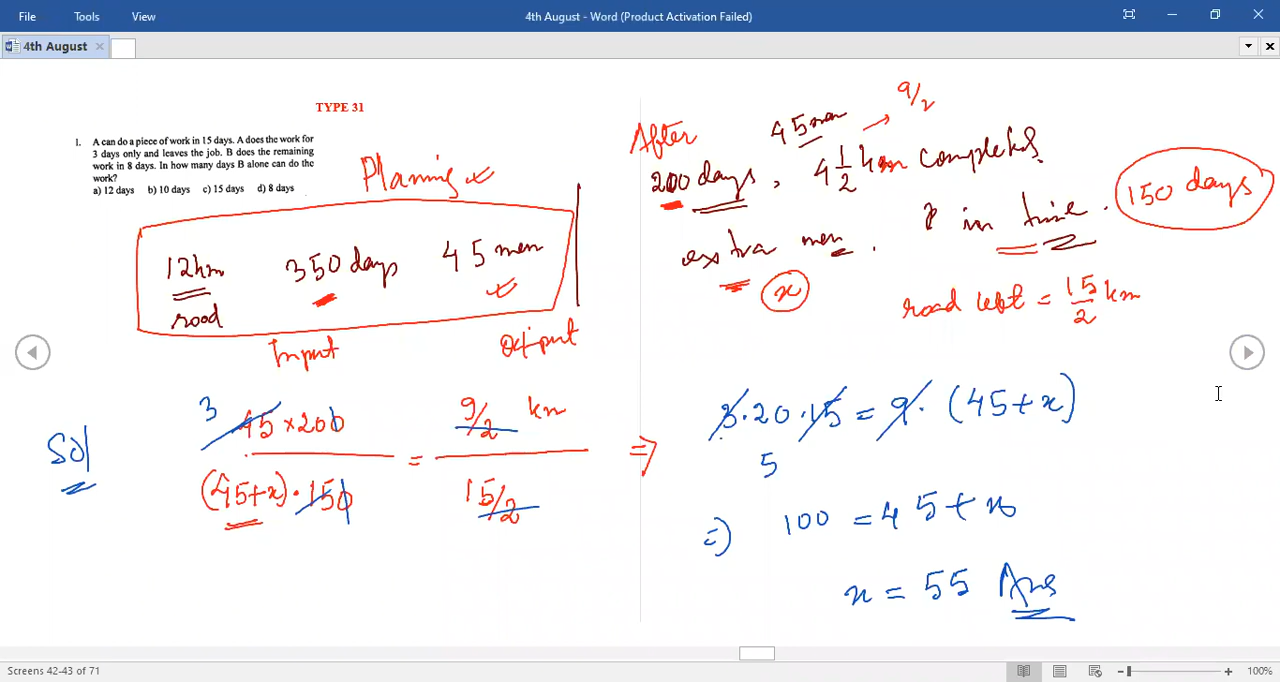 File Tools View 4th August - Word (Product Activation Failed)
4th August
TYPE 31
1. A can do a piece of work in 15 days. A does the work for
3 days only and leaves the job. B does the remaining
work in 8 days. In how many days B alone can do the
work?
a) 12 days b) 10 days c) 15 days d) 8 days
Planning
12km 350 days 45 men
road
Input Output
After 45 men → 9/2
200 days, 4 1/2 km completed
? in time. 150 days
extra men.
x
road left = 15/2 km
Sol
3
45 × 200
(45+x) · 150
= 9/2 km
15/2
⇒ 3 · 20 · 15 = 9 · (45+x)
5
⇒ 100 = 45+x
x = 55 Ans
Screens 42-43 of 71
100%